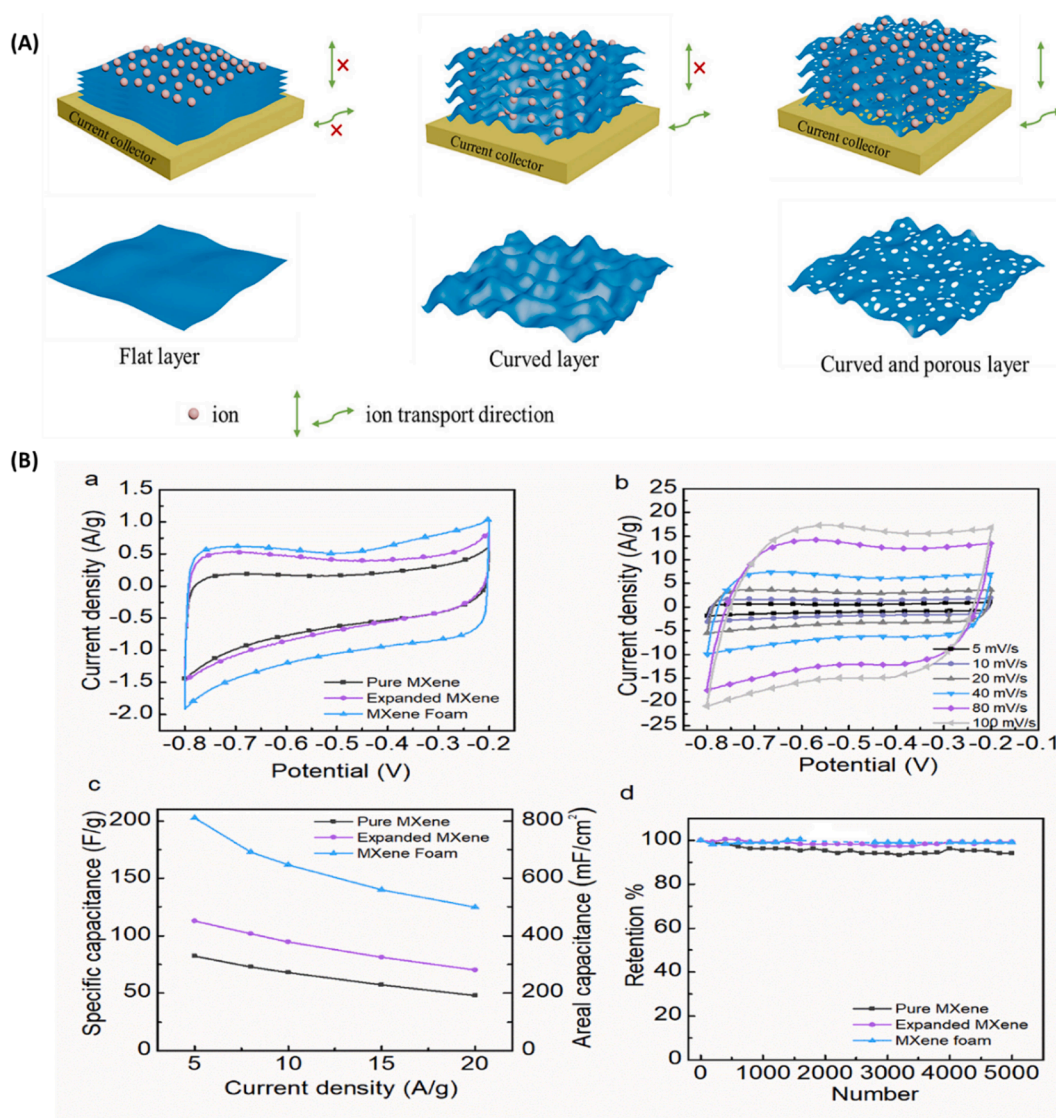 (A)
Current collector
Current collector
Current collector
Flat layer
Curved layer
Curved and porous layer
ion
ion transport direction
(B)
a
Current density (A/g)
1.5
1.0
0.5
0.0
-0.5
-1.0
-1.5
-2.0
Pure MXene
Expanded MXene
MXene Foam
-0.8 -0.7 -0.6 -0.5 -0.4 -0.3 -0.2
Potential (V)
b
Current density (A/g)
25
20
15
10
5
0
-5
-10
-15
-20
-25
5 mV/s
10 mV/s
20 mV/s
40 mV/s
80 mV/s
100 mV/s
-0.8 -0.7 -0.6 -0.5 -0.4 -0.3 -0.2 -0.1
Potential (V)
c
Specific capacitance (F/g)
200
150
100
50
0
Pure MXene
Expanded MXene
MXene Foam
800
600
400
200
0
Areal capacitance (mF/cm²)
5 10 15 20
Current density (A/g)
d
Retention %
100
80
60
40
20
0
Pure MXene
Expanded MXene
MXene foam
0 1000 2000 3000 4000 5000
Number